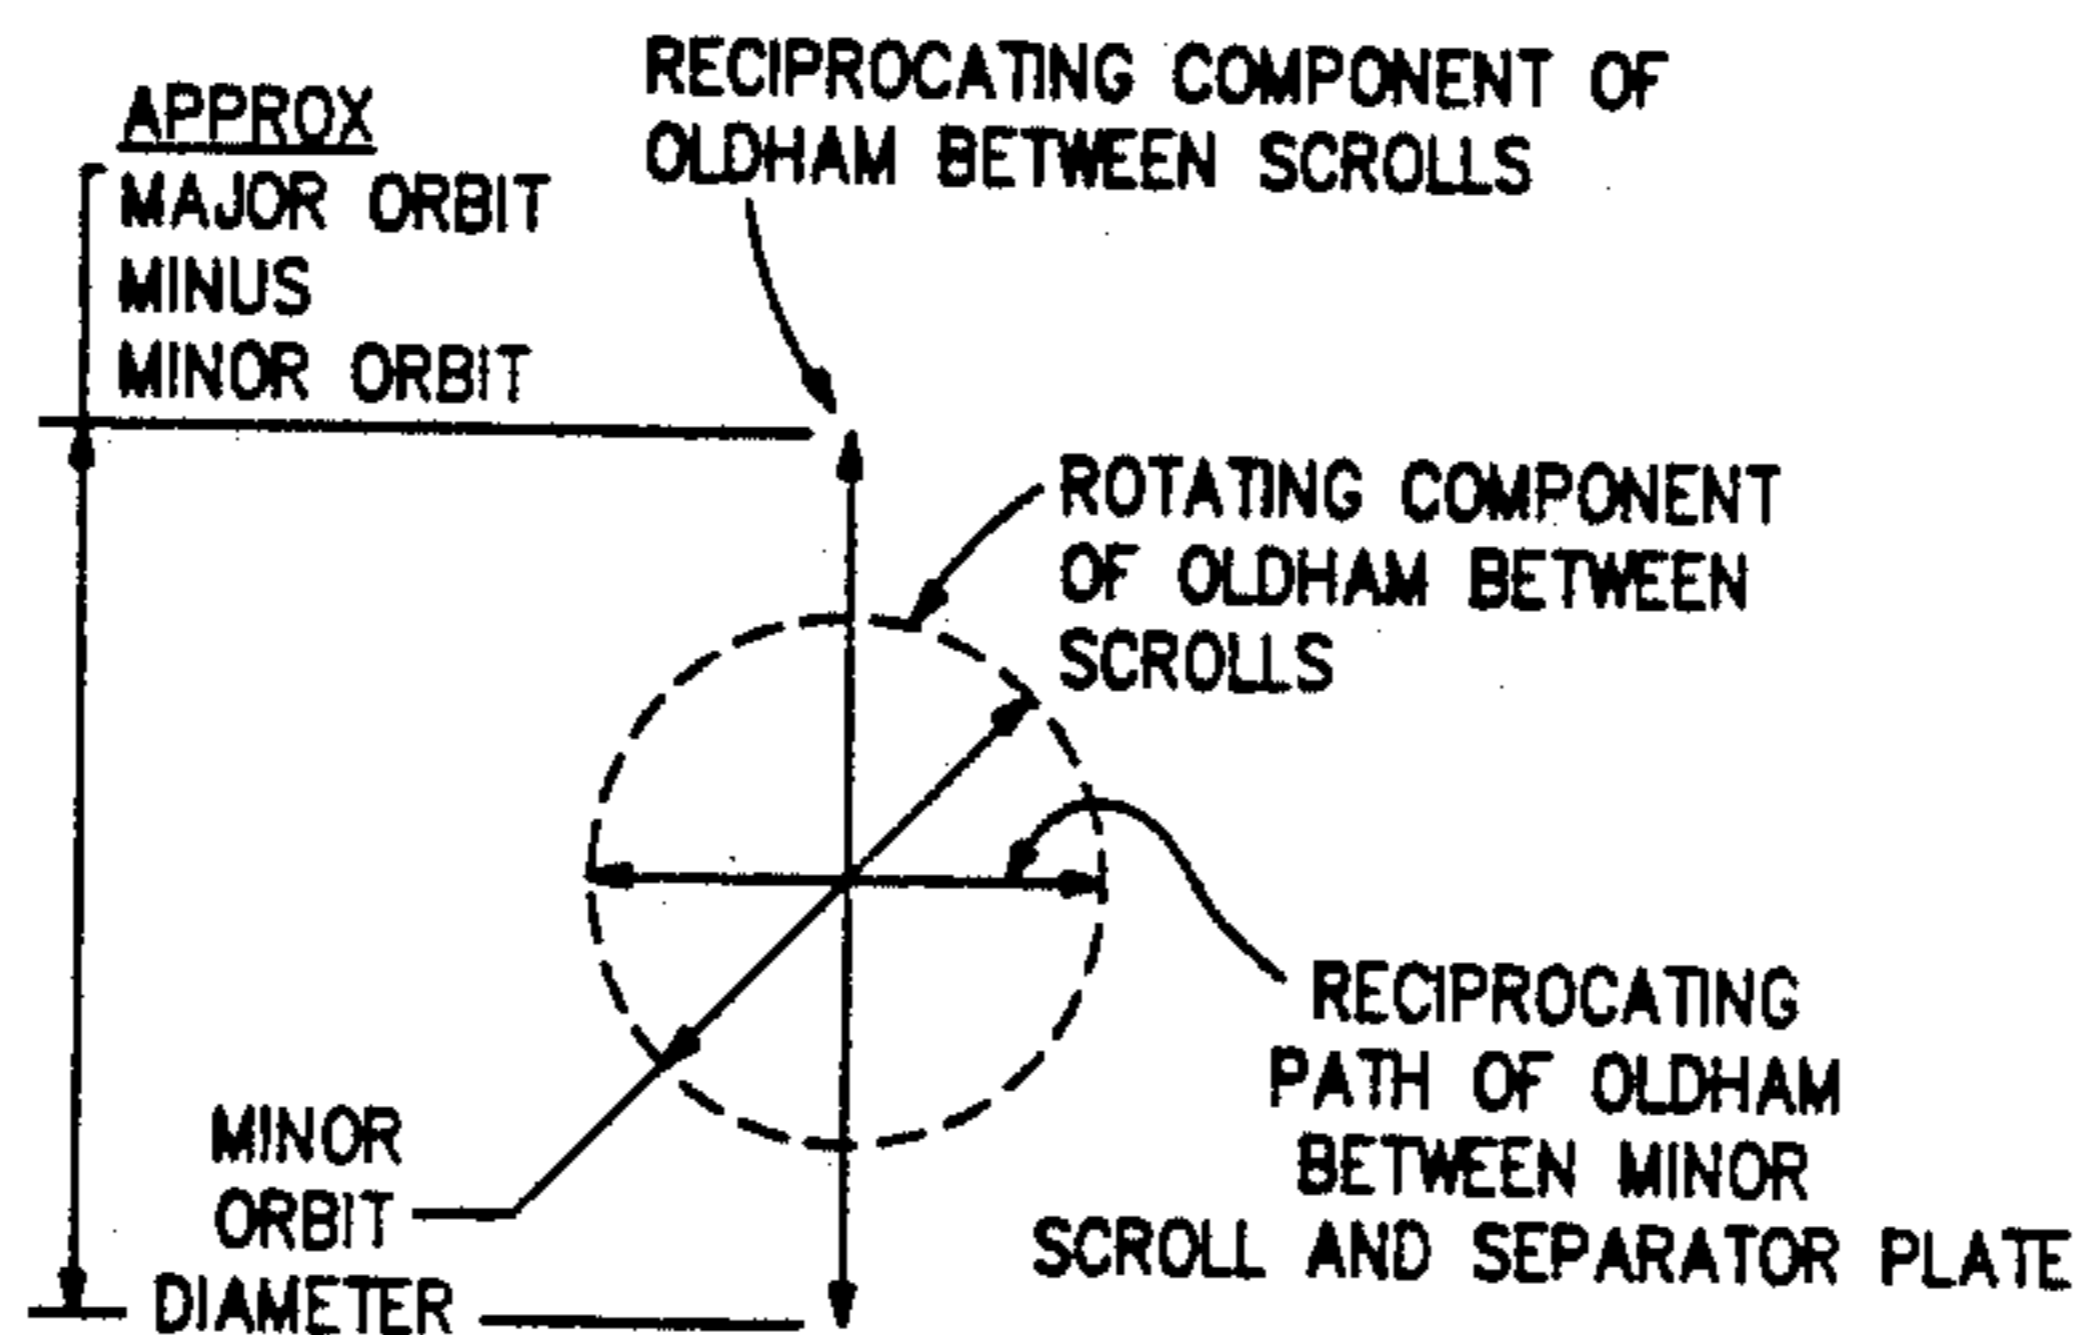 RECIPROCATING COMPONENT OF
OLDHAM BETWEEN SCROLLS
APPROX
MAJOR ORBIT
MINUS
MINOR ORBIT
ROTATING COMPONENT
OF OLDHAM BETWEEN
SCROLLS
RECIPROCATING
PATH OF OLDHAM
BETWEEN MINOR
SCROLL AND SEPARATOR PLATE
MINOR
ORBIT
DIAMETER